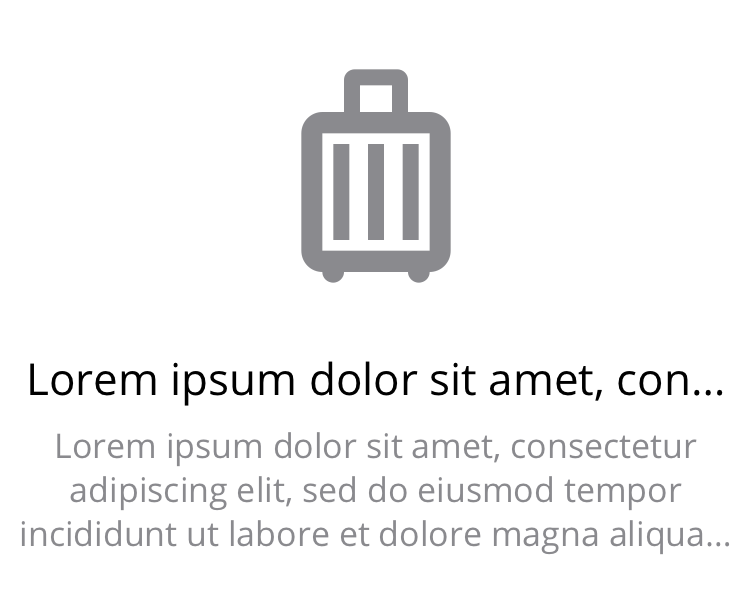 Lorem ipsum dolor sit amet, con...
Lorem ipsum dolor sit amet, consectetur
adipiscing elit, sed do eiusmod tempor
incididunt ut labore et dolore magna aliqua...